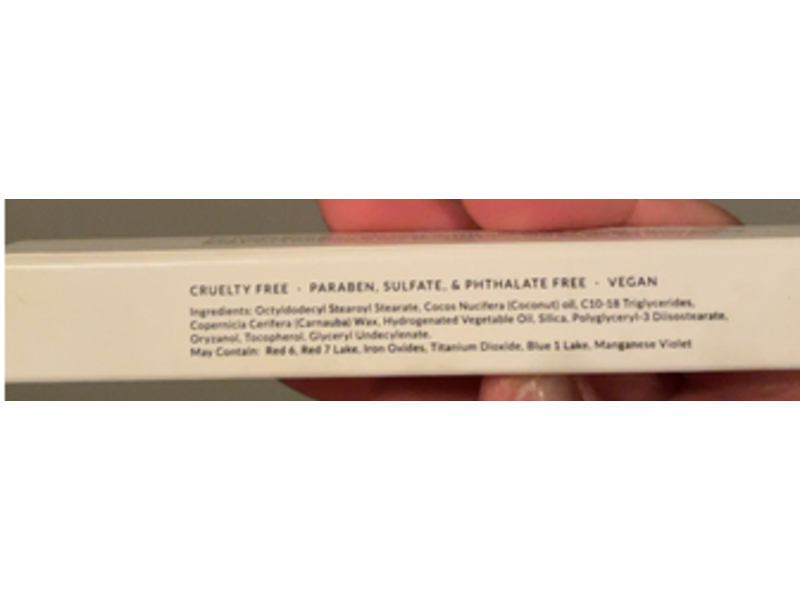 CRUELTY FREE · PARABEN, SULFATE, & PHTHALATE FREE · VEGAN
Ingredients: Octyldodecyl Stearoyl Stearate, Cocos Nucifera (Coconut) oil, C10-18 Triglycerides,
Copernicia Cerifera (Carnauba) Wax, Hydrogenated Vegetable Oil, Silica, Polyglyceryl-3 Diisostearate,
Oryzanol, Tocopherol, Glyceryl Undecylenate.
May Contain: Red 6, Red 7 Lake, Iron Oxides, Titanium Dioxide, Blue 1 Lake, Manganese Violet